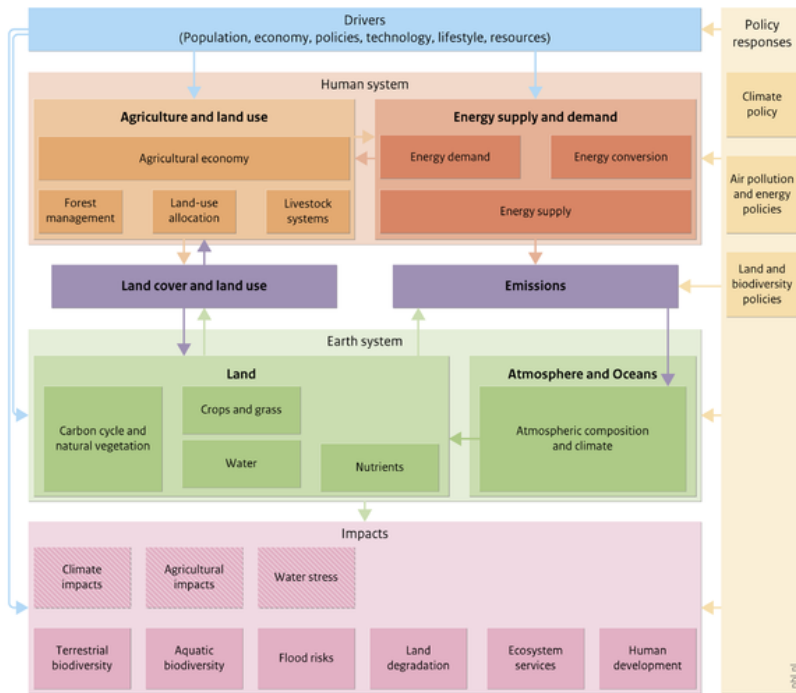 Drivers
(Population, economy, policies, technology, lifestyle, resources)
Policy
responses
Human system
Agriculture and land use
Agricultural economy
Forest
management
Land-use
allocation
Livestock
systems
Energy supply and demand
Energy demand
Energy conversion
Energy supply
Climate
policy
Air pollution
and energy
policies
Land and
biodiversity
policies
Land cover and land use
Emissions
Earth system
Land
Carbon cycle and
natural vegetation
Crops and grass
Water
Nutrients
Atmosphere and Oceans
Atmospheric composition
and climate
Impacts
Climate
impacts
Agricultural
impacts
Water stress
Terrestrial
biodiversity
Aquatic
biodiversity
Flood risks
Land
degradation
Ecosystem
services
Human
development
pbl.nl